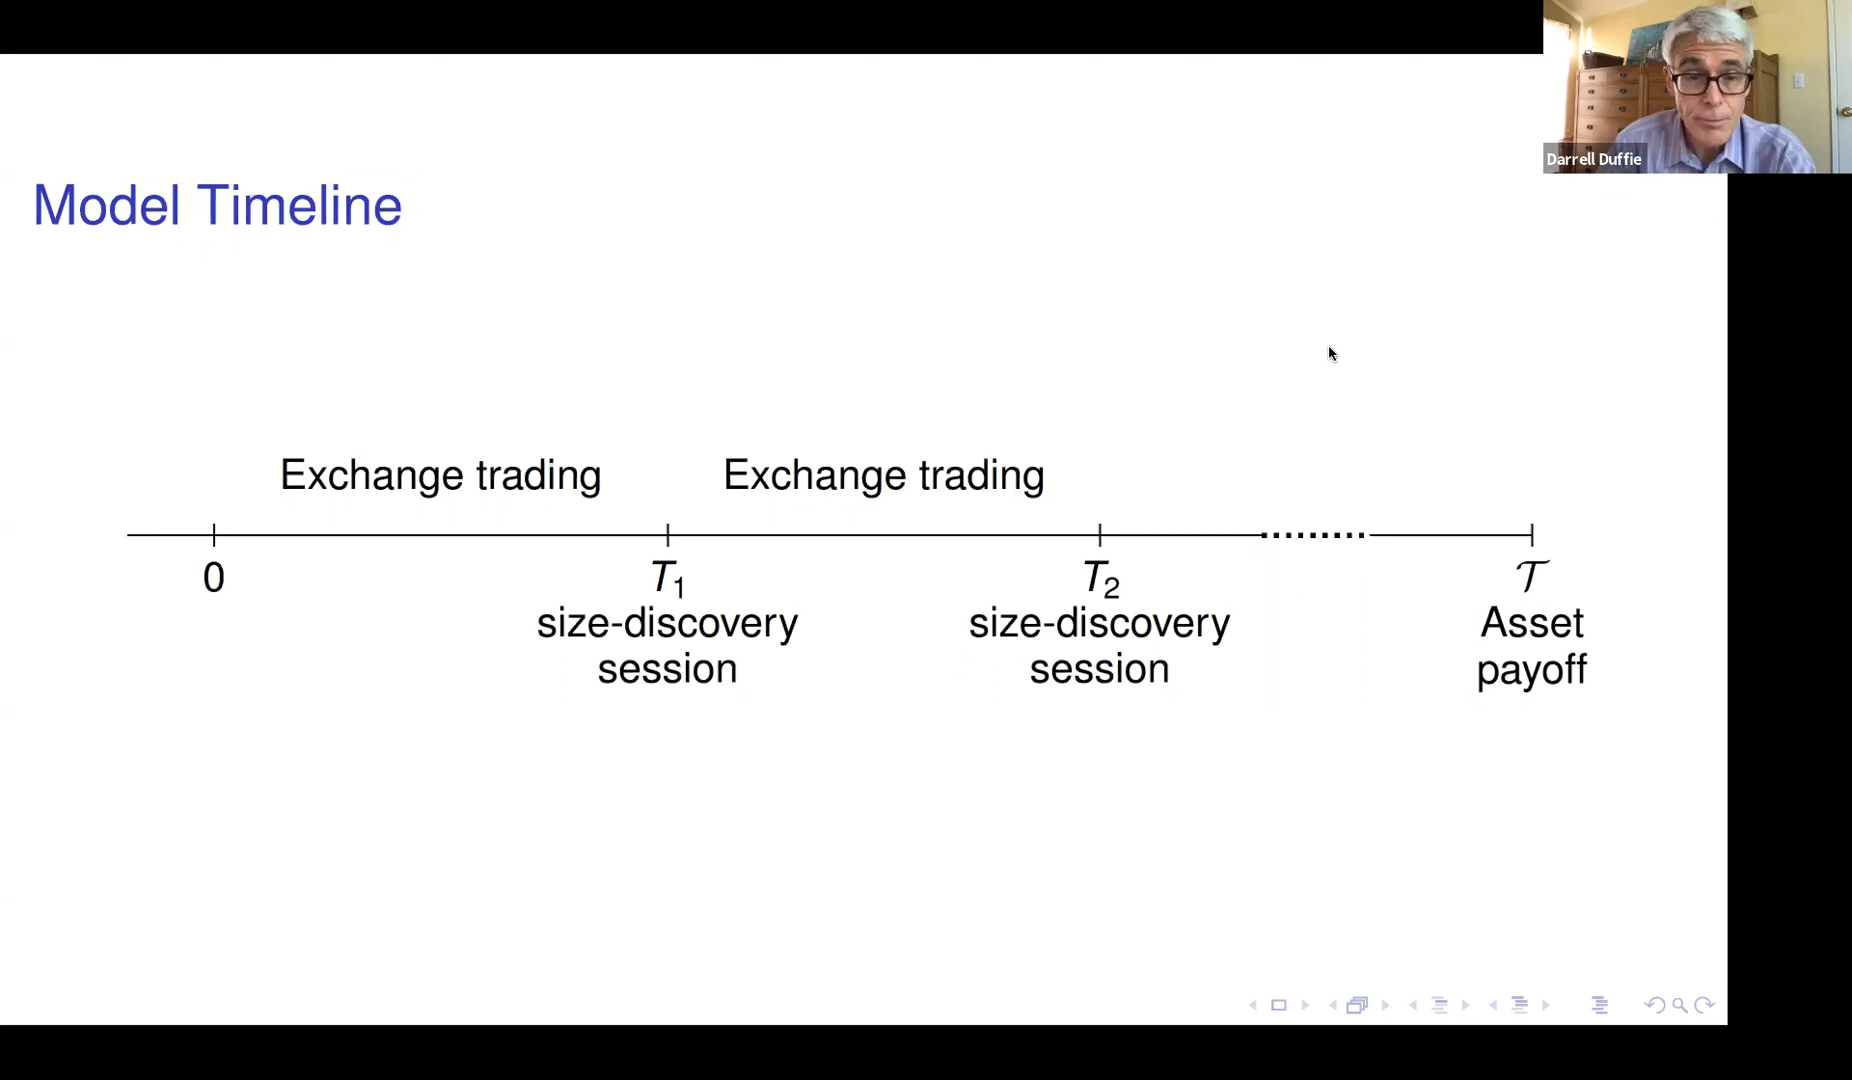 Darrell Duffie
Model Timeline
Exchange trading Exchange trading
0 T₁ T₂ 𝒯
size-discovery size-discovery Asset
session session payoff